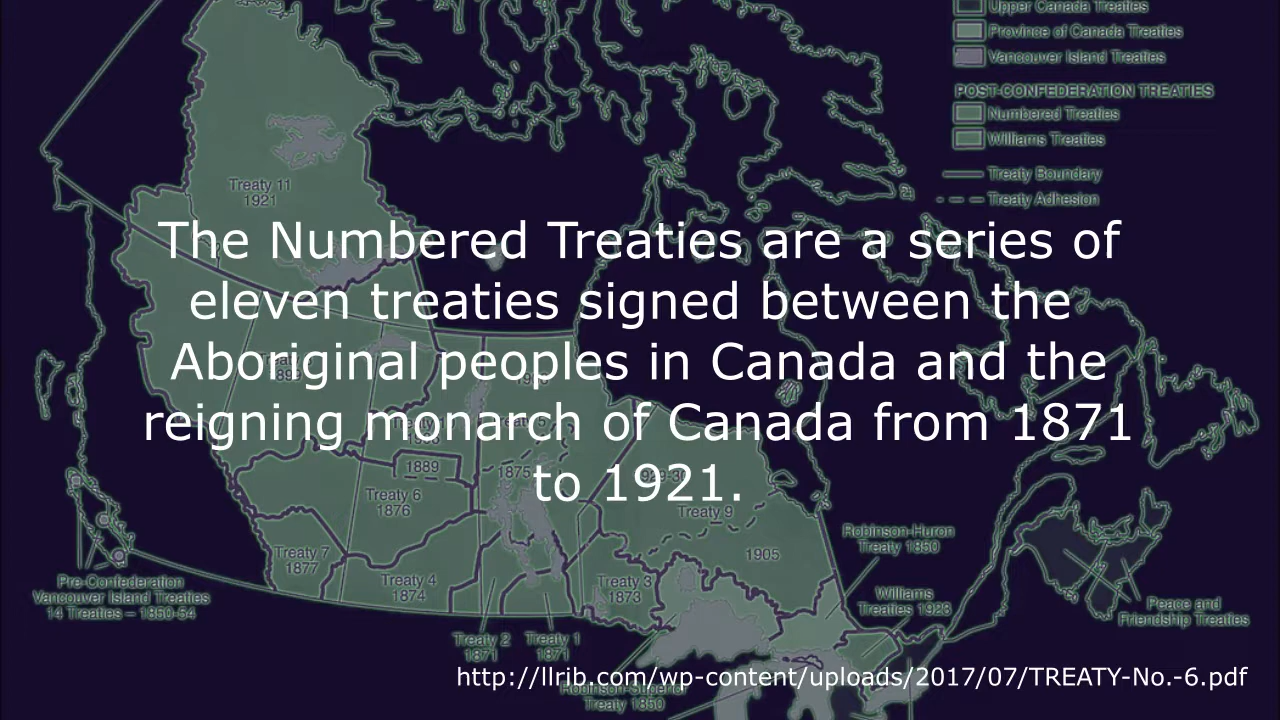 Upper Canada Treaties
Province of Canada Treaties
Vancouver Island Treaties
POST-CONFEDERATION TREATIES
Numbered Treaties
Williams Treaties
Treaty Boundary
Treaty Adhesion
Treaty 11
1921
The Numbered Treaties are a series of
eleven treaties signed between the
Aboriginal peoples in Canada and the
reigning monarch of Canada from 1871
to 1921.
1889
1875
Treaty 6
1876
Treaty 9
1905
Treaty 7
1877
Treaty 4
1874
Treaty 3
1873
Robinson-Huron
Treaty 1850
Pre-Confederation
Vancouver Island Treaties
14 Treaties – 1850-54
Williams
Treaties 1923
Peace and
Friendship Treaties
Treaty 2
1871
Treaty 1
1871
http://llrib.com/wp-content/uploads/2017/07/TREATY-No.-6.pdf
Robinson-Superior
Treaty 1850